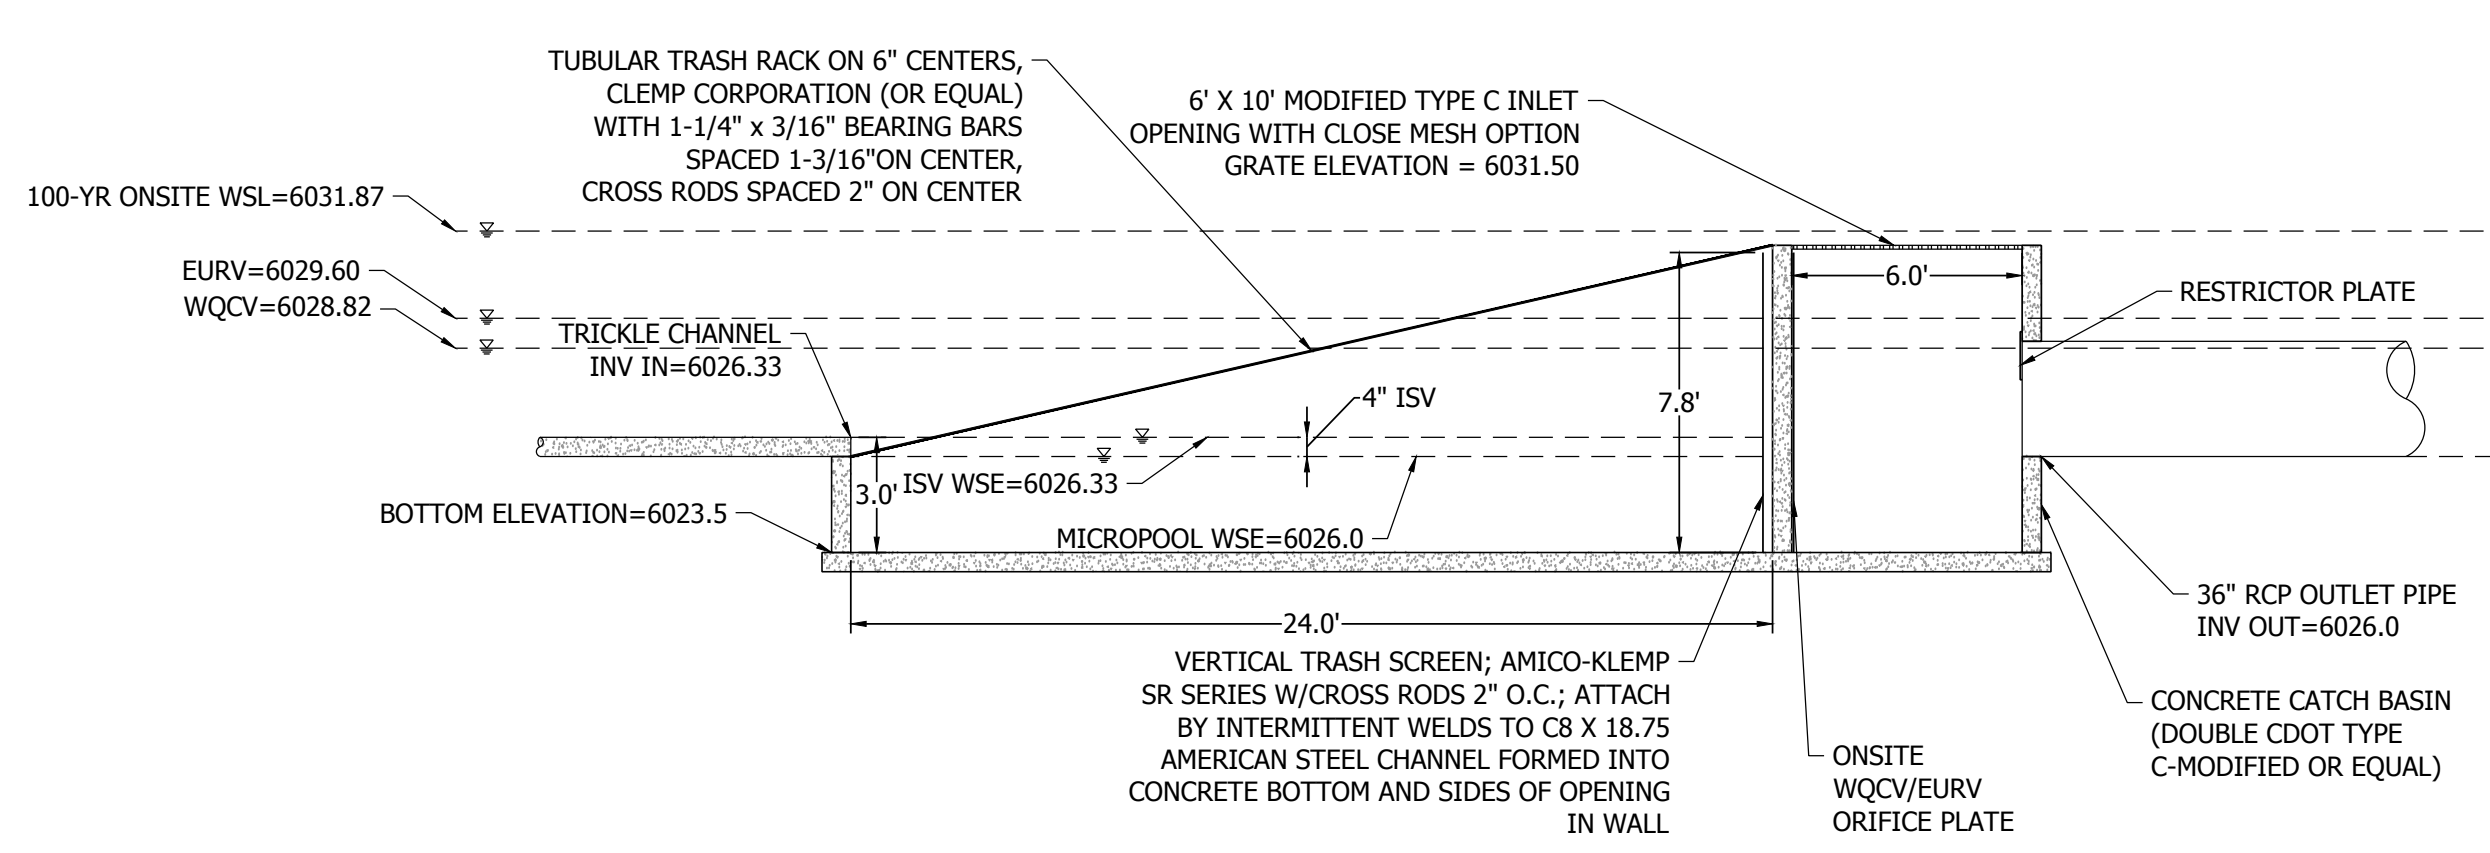 TUBULAR TRASH RACK ON 6" CENTERS,
CLEMP CORPORATION (OR EQUAL)
WITH 1-1/4" x 3/16" BEARING BARS
SPACED 1-3/16"ON CENTER,
CROSS RODS SPACED 2" ON CENTER
6' X 10' MODIFIED TYPE C INLET
OPENING WITH CLOSE MESH OPTION
GRATE ELEVATION = 6031.50
100-YR ONSITE WSL=6031.87
EURV=6029.60
WQCV=6028.82
TRICKLE CHANNEL
INV IN=6026.33
6.0'
RESTRICTOR PLATE
4" ISV
7.8'
3.0'
ISV WSE=6026.33
BOTTOM ELEVATION=6023.5
MICROPOOL WSE=6026.0
24.0'
36" RCP OUTLET PIPE
INV OUT=6026.0
VERTICAL TRASH SCREEN; AMICO-KLEMP
SR SERIES W/CROSS RODS 2" O.C.; ATTACH
BY INTERMITTENT WELDS TO C8 X 18.75
AMERICAN STEEL CHANNEL FORMED INTO
CONCRETE BOTTOM AND SIDES OF OPENING
IN WALL
ONSITE
WQCV/EURV
ORIFICE PLATE
CONCRETE CATCH BASIN
(DOUBLE CDOT TYPE
C-MODIFIED OR EQUAL)